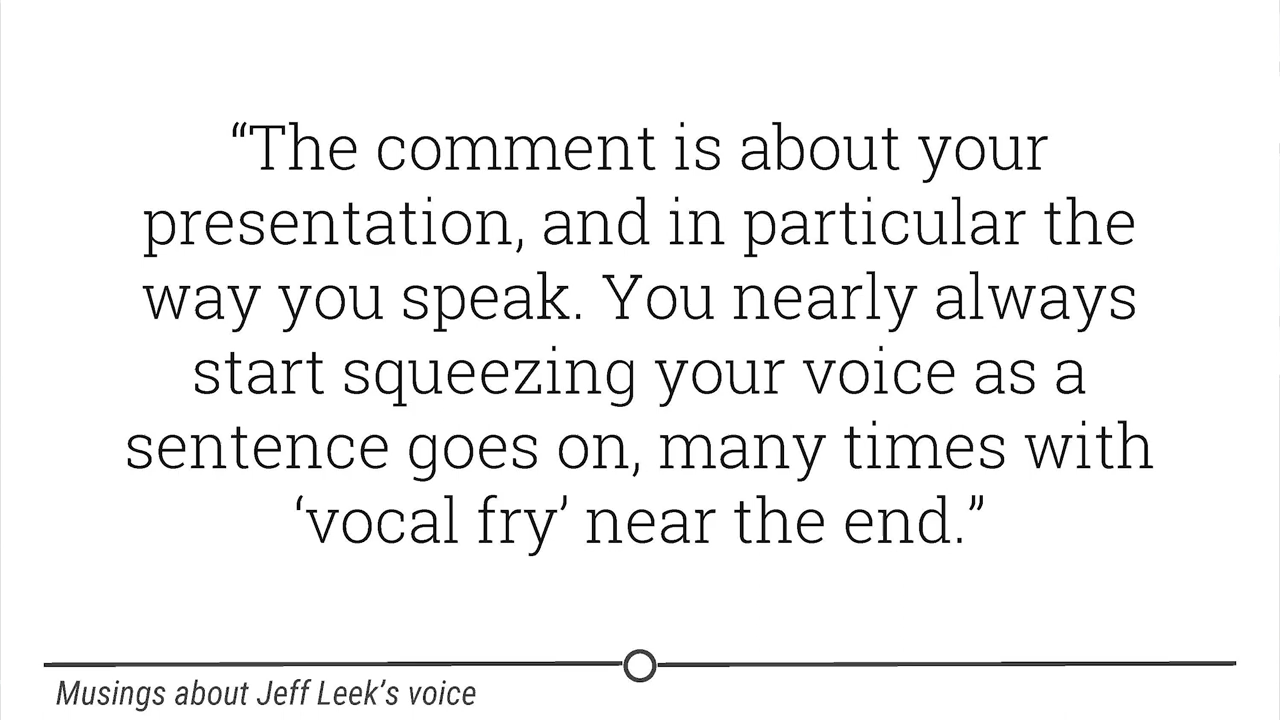 “The comment is about your
presentation, and in particular the
way you speak. You nearly always
start squeezing your voice as a
sentence goes on, many times with
‘vocal fry’ near the end.”
Musings about Jeff Leek’s voice